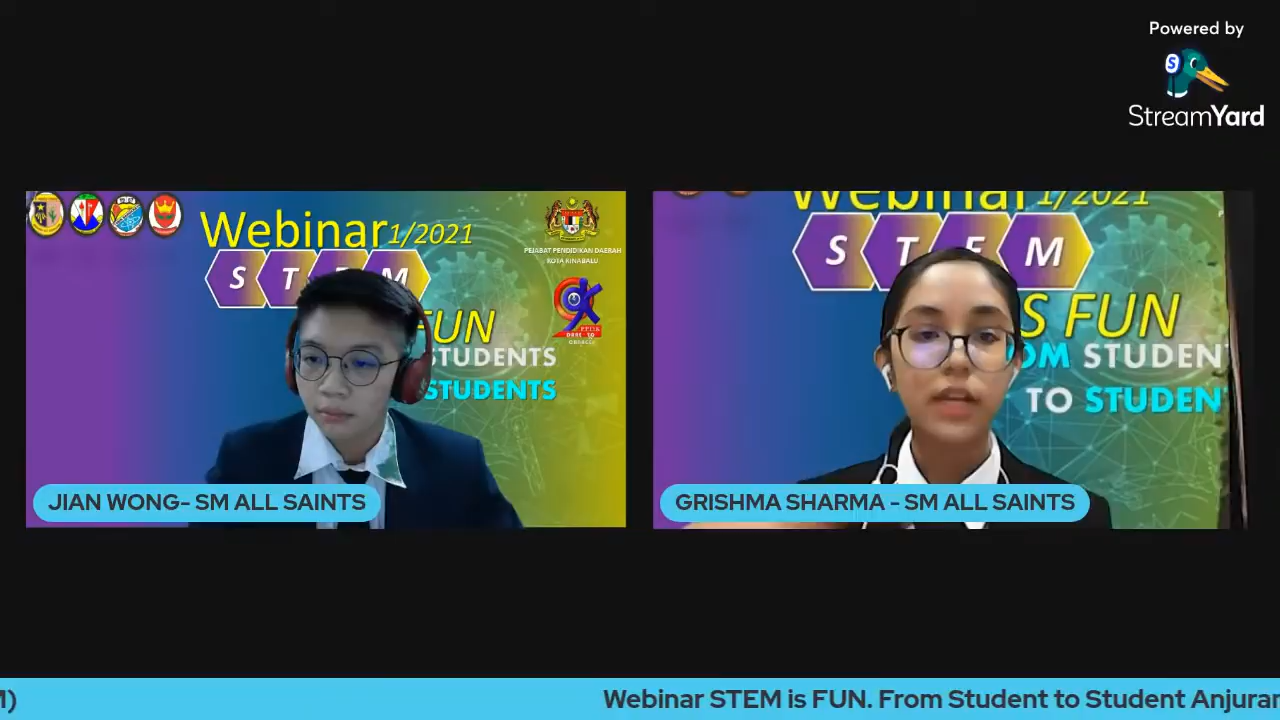 Powered by
StreamYard
Webinar 1/2021
S T E M
FUN
STUDENTS
STUDENTS
PEJABAT PENDIDIKAN DAERAH
KOTA KINABALU
JIAN WONG- SM ALL SAINTS
Webinar 1/2021
S T E M
S FUN
OM STUDENT
TO STUDEN
GRISHMA SHARMA - SM ALL SAINTS
M)
Webinar STEM is FUN. From Student to Student Anjuran